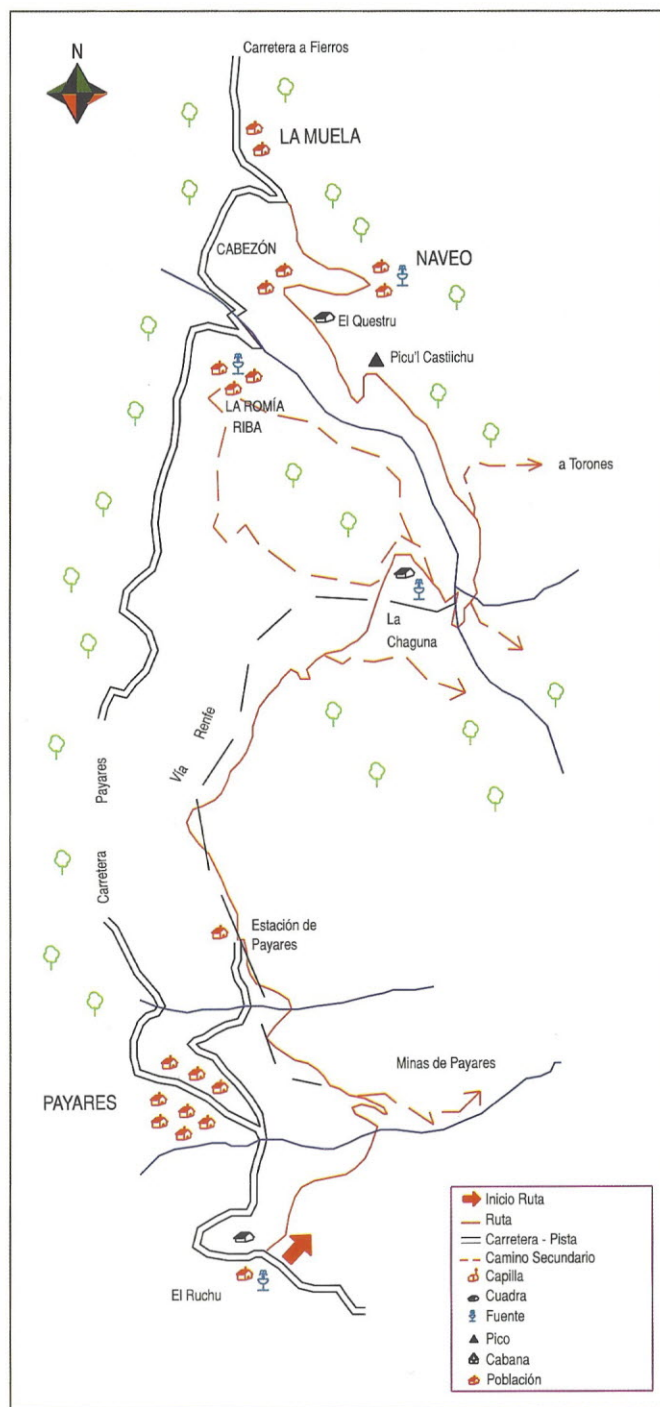 N
Carretera a Fierros
LA MUELA
CABEZÓN
NAVEO
El Questru
Picu'l Castiichu
LA ROMÍA
RIBA
a Torones
La
Chaguna
Vía Renfe
Carretera Payares
Estación de
Payares
Minas de Payares
PAYARES
El Ruchu
Inicio Ruta
Ruta
Carretera - Pista
Camino Secundario
Capilla
Cuadra
Fuente
Pico
Cabana
Población